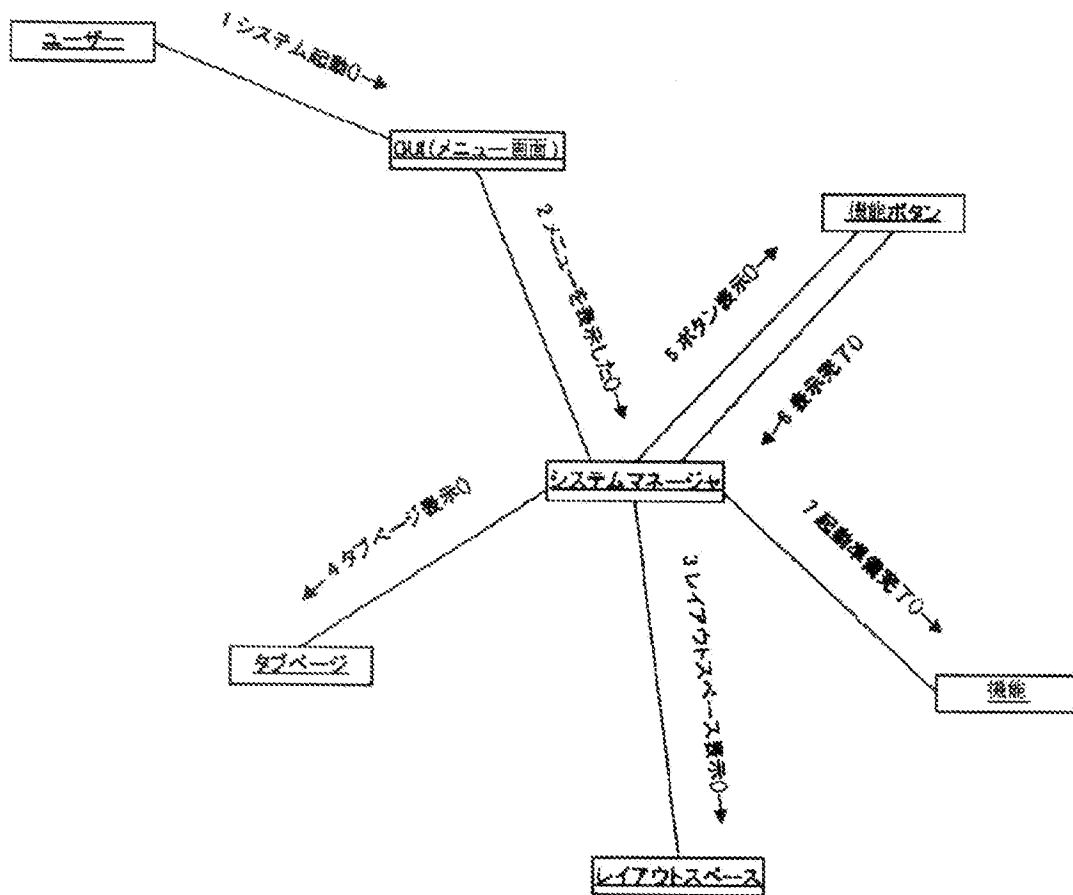 ユーザー
1 システム起動()→
GUI(メニュー画面)
2 メニューを表示した()→
機能ボタン
5 ボタン表示()→
←6 表示完了()
システムマネージャ
←4 タブページ表示()
7 起動準備完了()→
3 レイアウトスペース表示()→
タブページ
機能
レイアウトスペース